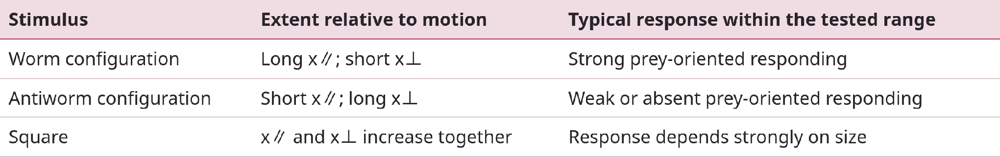 Stimulus Extent relative to motion Typical response within the tested range
Worm configuration Long x∥; short x⊥ Strong prey-oriented responding
Antiworm configuration Short x∥; long x⊥ Weak or absent prey-oriented responding
Square x∥ and x⊥ increase together Response depends strongly on size